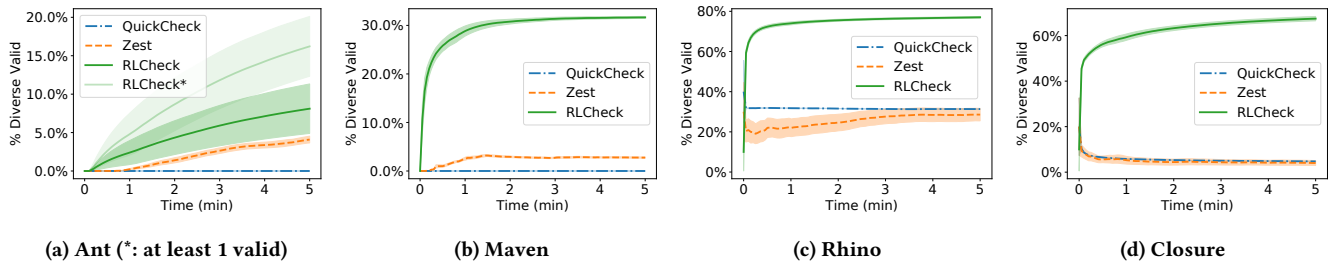 % Diverse Valid
20.0%
15.0%
10.0%
5.0%
0.0%
QuickCheck
Zest
RLCheck
RLCheck*
0 1 2 3 4 5
Time (min)
(a) Ant (*: at least 1 valid)
% Diverse Valid
30.0%
20.0%
10.0%
0.0%
QuickCheck
Zest
RLCheck
0 1 2 3 4 5
Time (min)
(b) Maven
% Diverse Valid
80%
60%
40%
20%
0%
QuickCheck
Zest
RLCheck
0 1 2 3 4 5
Time (min)
(c) Rhino
% Diverse Valid
60%
40%
20%
0%
QuickCheck
Zest
RLCheck
0 1 2 3 4 5
Time (min)
(d) Closure